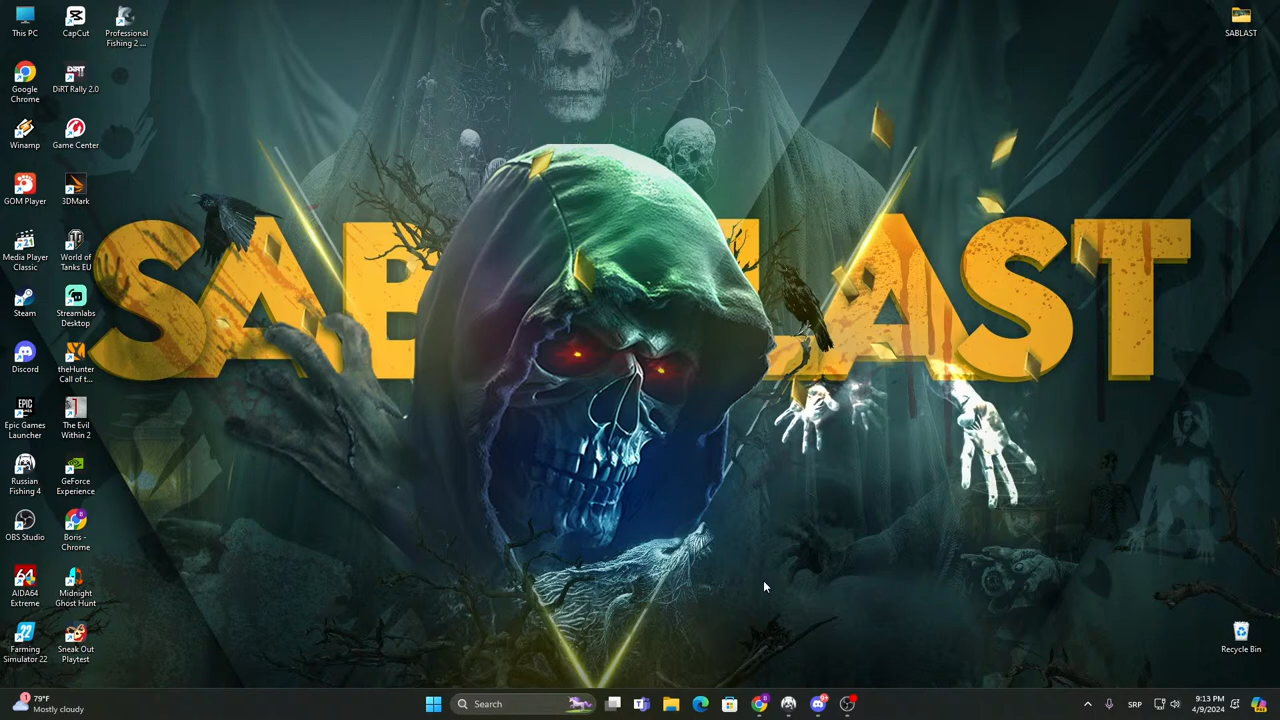 This PC
CapCut
Professional
Fishing 2 ...
SABLAST
Google
Chrome
DiRT Rally 2.0
Winamp
Game Center
GOM Player
3DMark
Media Player
Classic
World of
Tanks EU
Steam
Streamlabs
Desktop
Discord
theHunter
Call of t...
Epic Games
Launcher
The Evil
Within 2
Russian
Fishing 4
GeForce
Experience
OBS Studio
Boris -
Chrome
AIDA64
Extreme
Midnight
Ghost Hunt
Farming
Simulator 22
Sneak Out
Playtest
SAB LAST
Recycle Bin
79°F
Mostly cloudy
Search
SRP
9:13 PM
4/9/2024